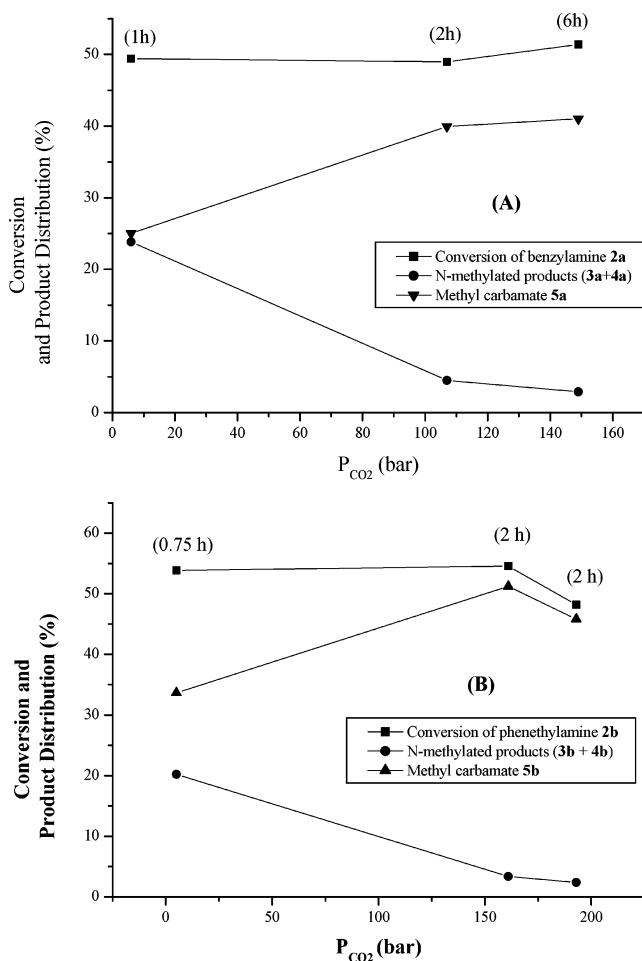 (1h)
(2h)
(6h)
50
40
30
20
10
0
Conversion
and Product Distribution (%)
(A)
Conversion of benzylamine 2a
N-methylated products (3a+4a)
Methyl carbamate 5a
0 20 40 60 80 100 120 140 160
P_CO2 (bar)
(0.75 h)
(2 h)
(2 h)
60
50
40
30
20
10
0
Conversion and
Product Distribution (%)
(B)
Conversion of phenethylamine 2b
N-methylated products (3b + 4b)
Methyl carbamate 5b
0 50 100 150 200
P_CO2 (bar)